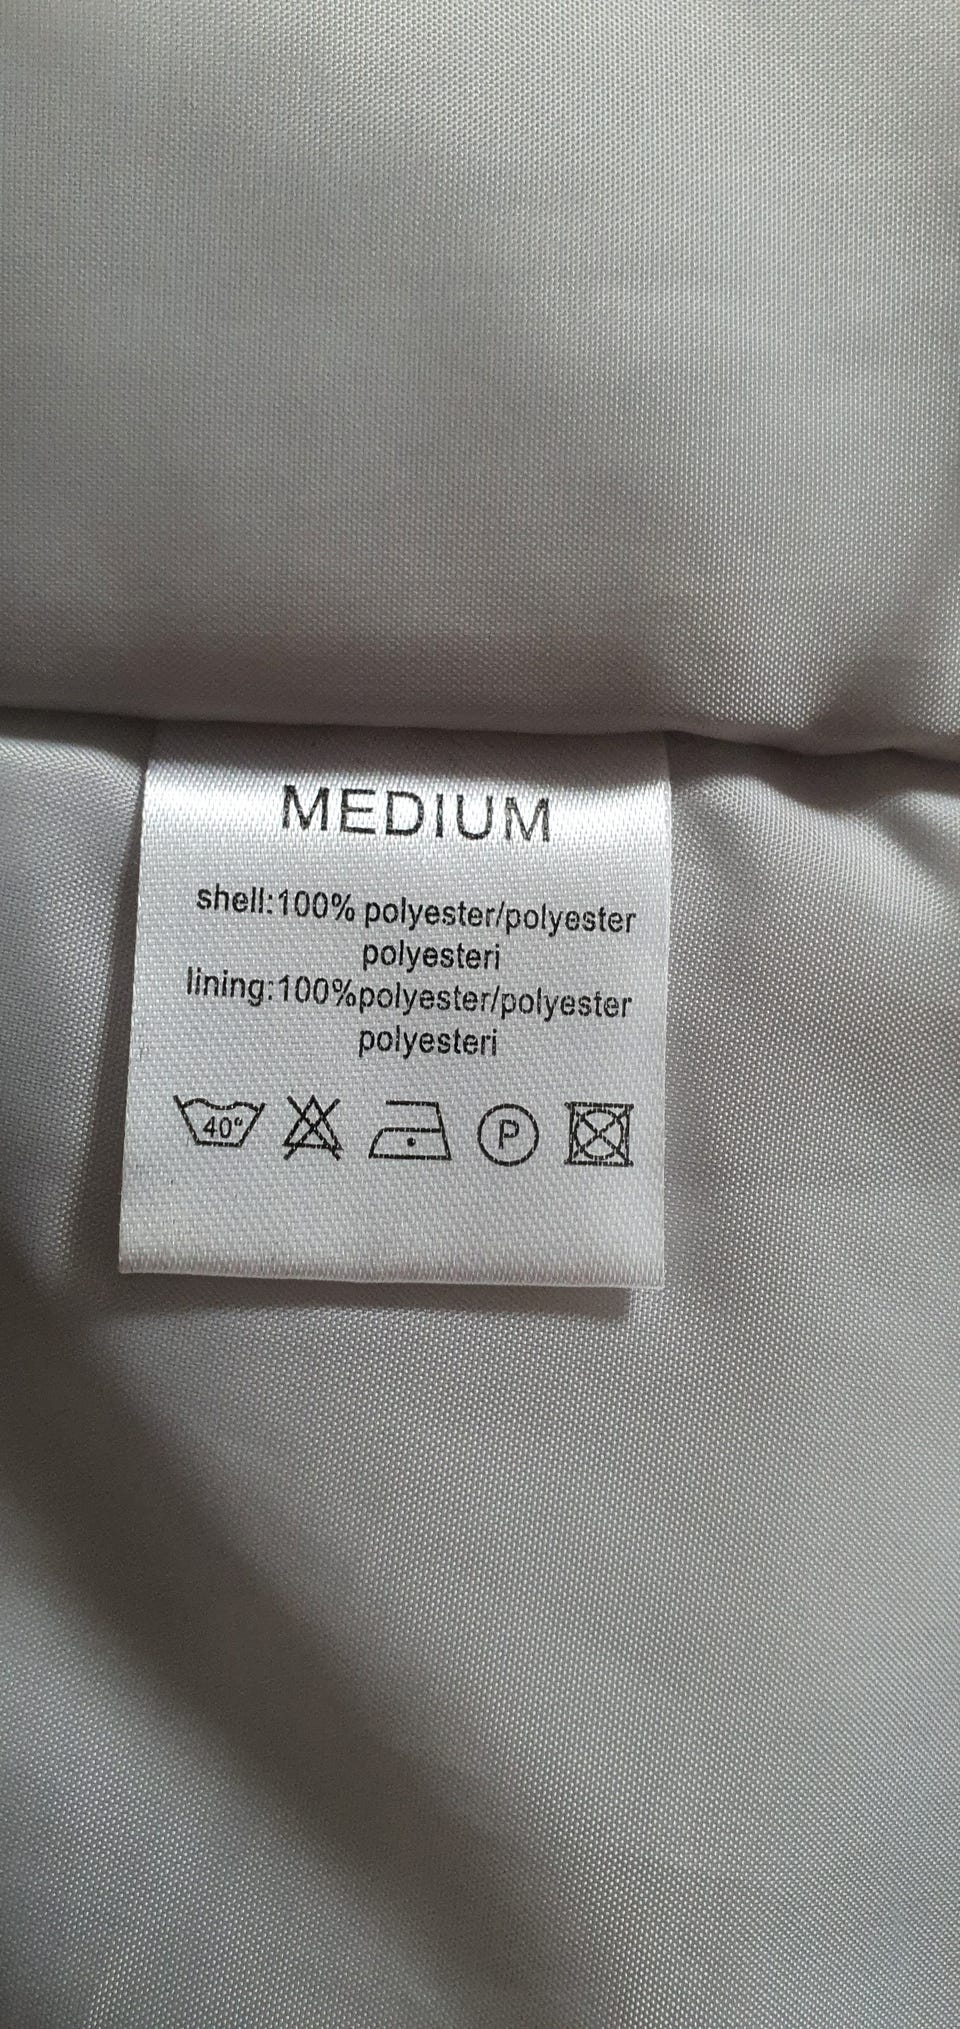 MEDIUM
shell:100% polyester/polyester
polyesteri
lining:100%polyester/polyester
polyesteri
40° P